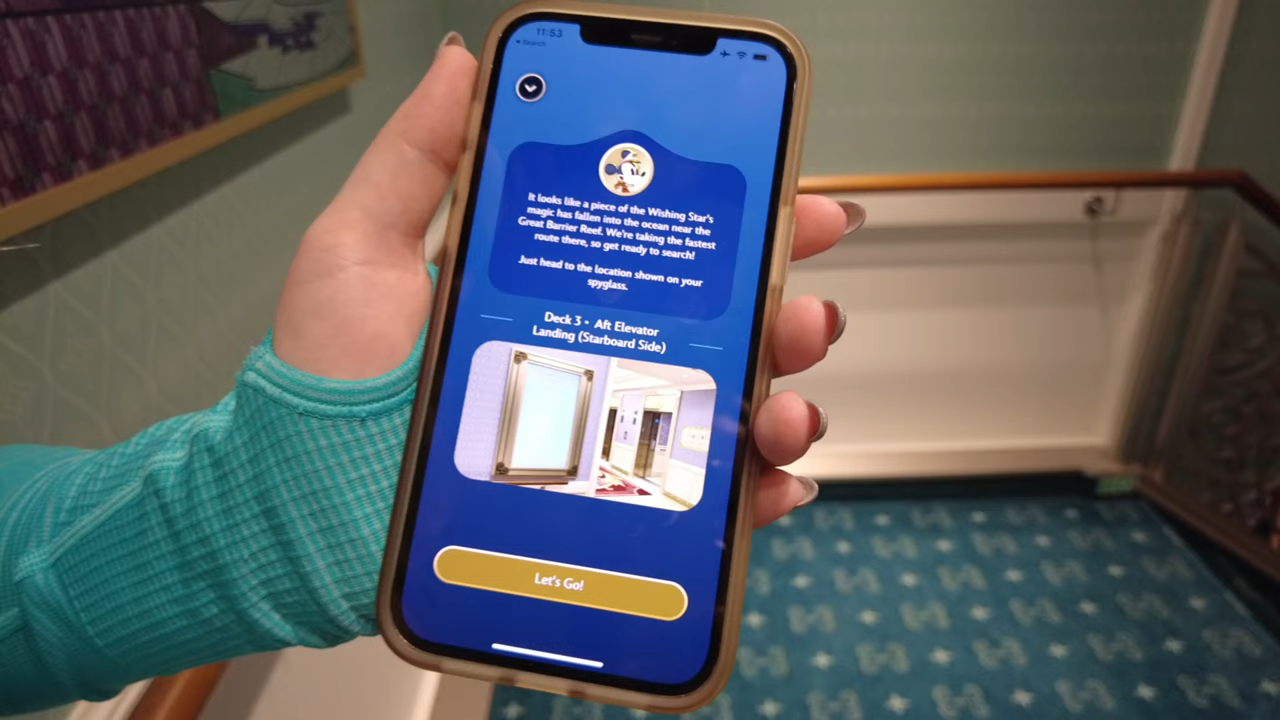 11:53
Search
It looks like a piece of the Wishing Star's
magic has fallen into the ocean near the
Great Barrier Reef. We're taking the fastest
route there, so get ready to search!
Just head to the location shown on your
spyglass.
Deck 3 • Aft Elevator
Landing (Starboard Side)
Let's Go!